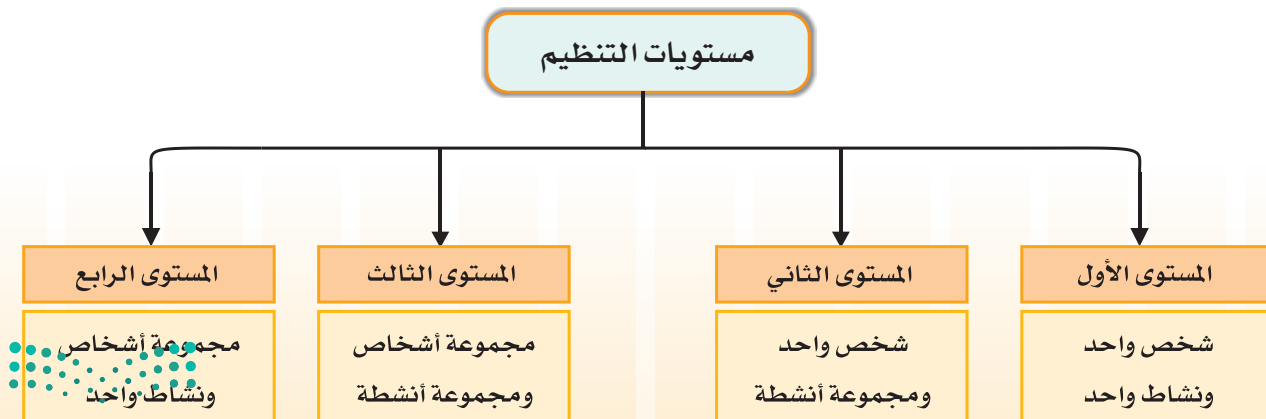 مستويات التنظيم
المستوى الأول
شخص واحد
ونشاط واحد
المستوى الثاني
شخص واحد
ومجموعة أنشطة
المستوى الثالث
مجموعة أشخاص
ومجموعة أنشطة
المستوى الرابع
مجموعة أشخاص
ونشاط واحد